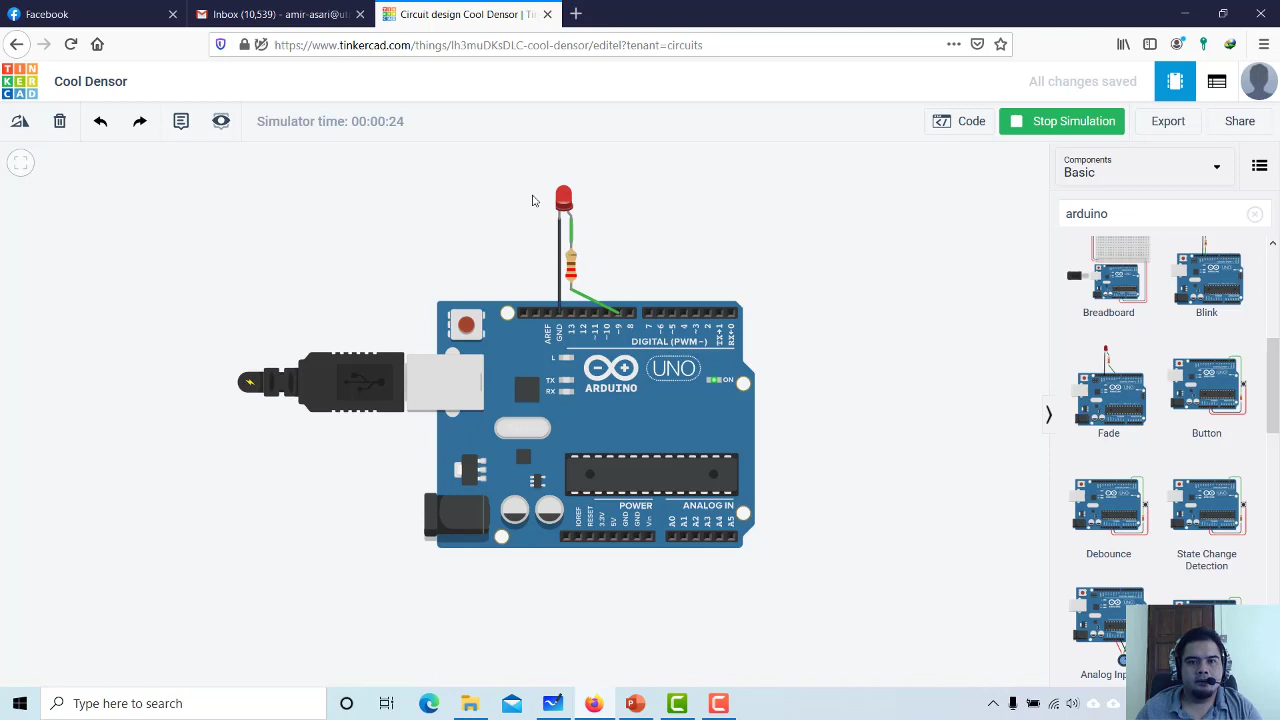 Facebook
Inbox (10,539) - amir-asari@ut
Circuit design Cool Densor | Tin
https://www.tinkercad.com/things/lh3muDKsDLC-cool-densor/editel?tenant=circuits
TIN
KER
CAD
Cool Densor
All changes saved
Simulator time: 00:00:24
Code
Stop Simulation
Export
Share
Components
Basic
arduino
Breadboard
Blink
Fade
Button
Debounce
State Change
Detection
Analog Inp
AREF
GND
13
12
~11
~10
~9
8
7
~6
~5
4
~3
2
TX→1
RX←0
DIGITAL (PWM~)
L
TX
RX
UNO
ARDUINO
ON
POWER
ANALOG IN
IOREF
RESET
3.3V
5V
GND
GND
Vin
A0
A1
A2
A3
A4
A5
Type here to search